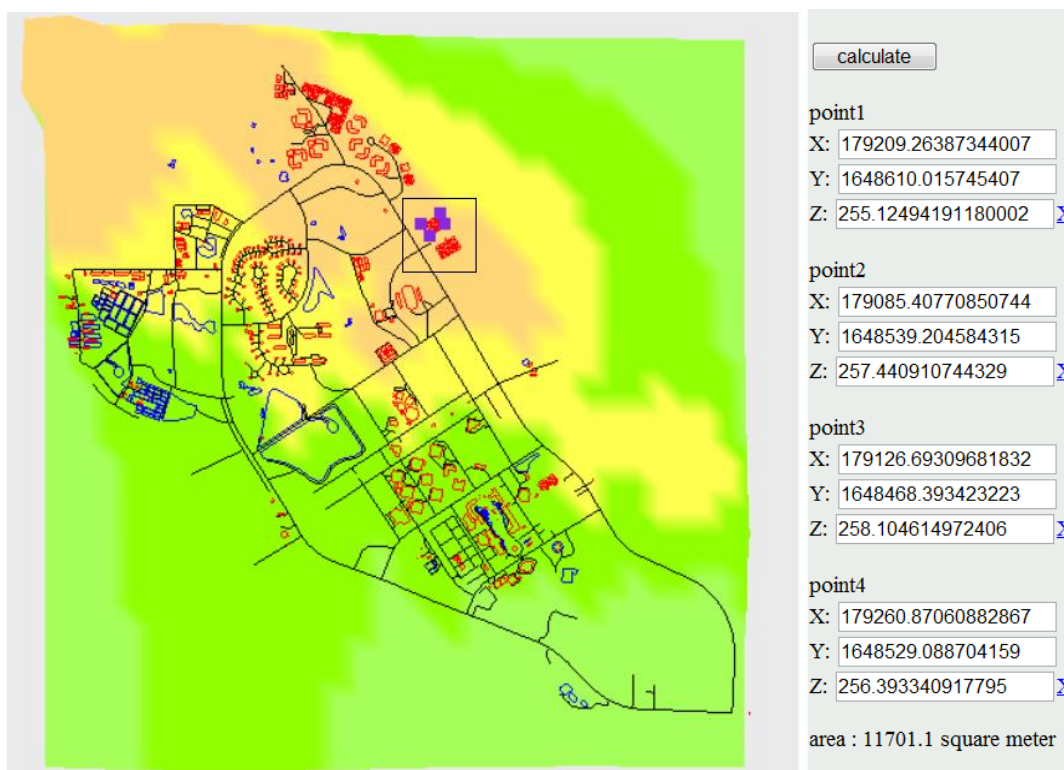 calculate
point1
X: 179209.26387344007
Y: 1648610.015745407
Z: 255.12494191180002 X
point2
X: 179085.40770850744
Y: 1648539.204584315
Z: 257.440910744329 X
point3
X: 179126.69309681832
Y: 1648468.393423223
Z: 258.104614972406 X
point4
X: 179260.87060882867
Y: 1648529.088704159
Z: 256.393340917795 X
area : 11701.1 square meter